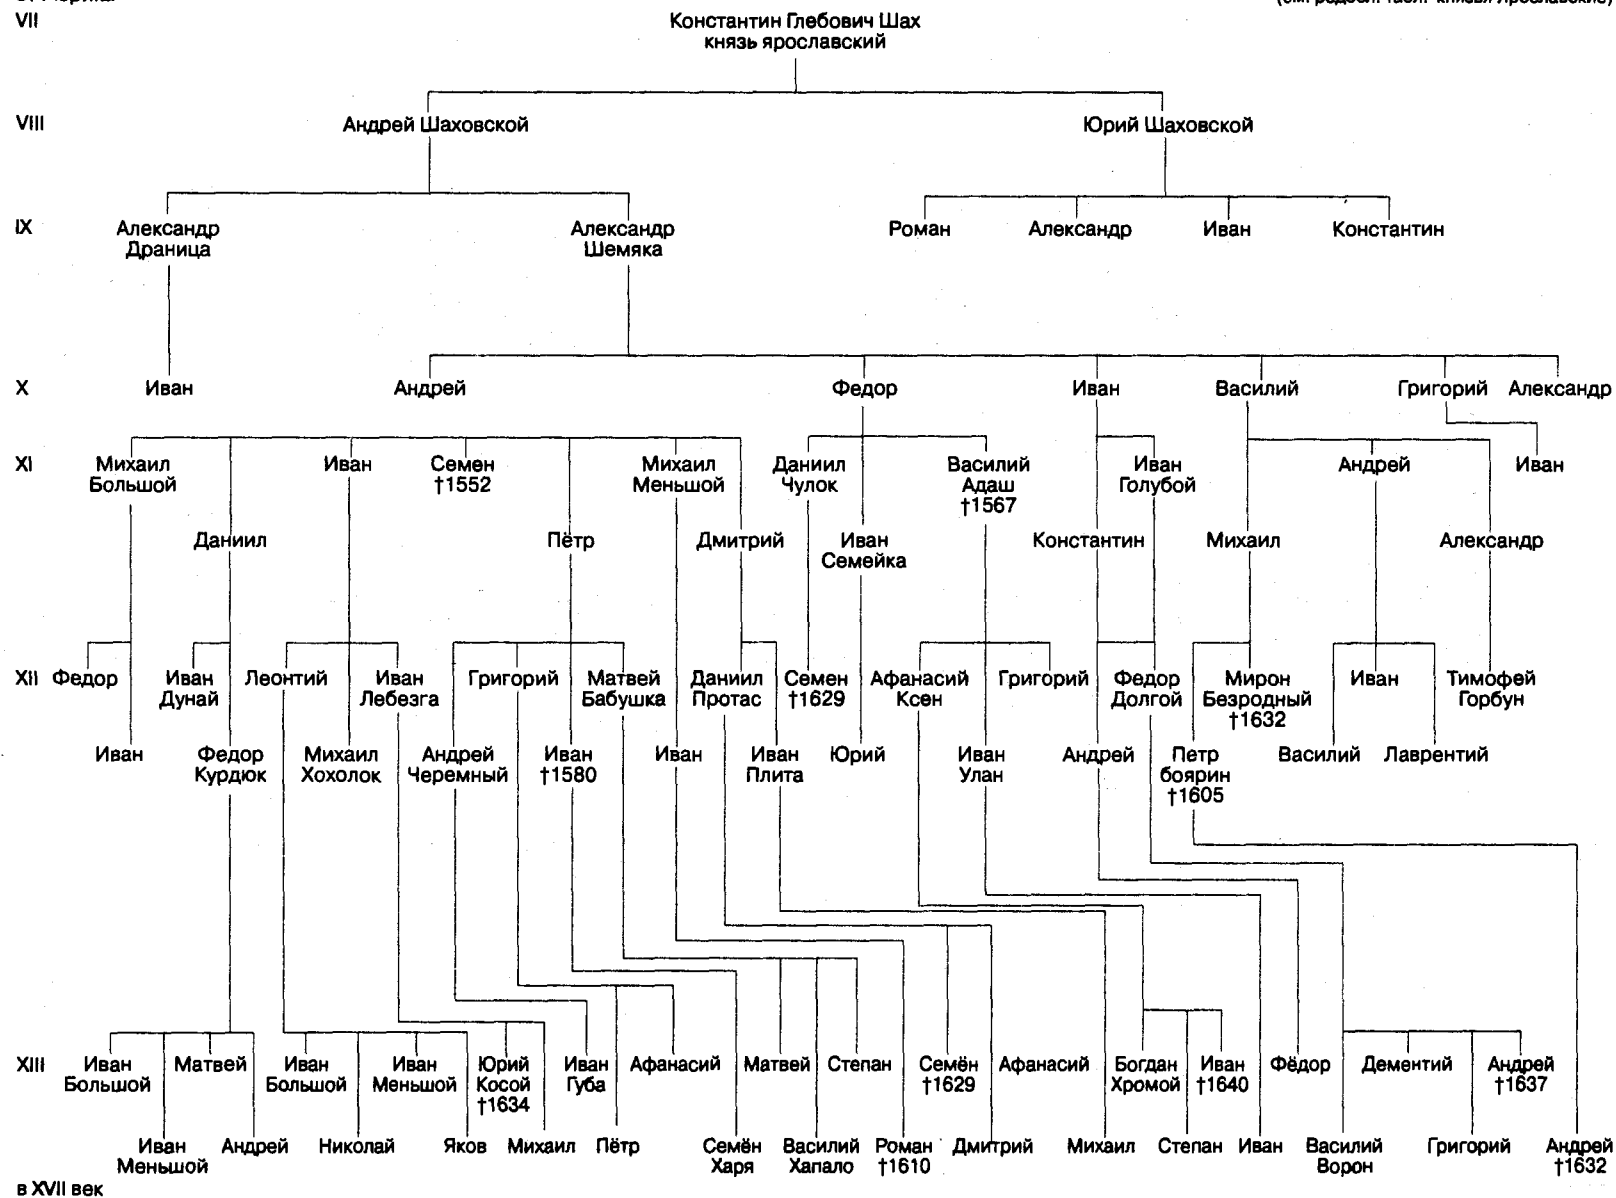 VII
Константин Глебович Шах
князь ярославский
VIII
Андрей Шаховской
Юрий Шаховской
IX
Александр
Драница
Александр
Шемяка
Роман
Александр
Иван
Константин
X
Иван
Андрей
Федор
Иван
Василий
Григорий
Александр
XI
Михаил
Большой
Иван
Семен
†1552
Михаил
Меньшой
Даниил
Чулок
Василий
Адаш
†1567
Иван
Голубой
Андрей
Иван
Даниил
Пётр
Дмитрий
Иван
Семейка
Константин
Михаил
Александр
XII
Федор
Иван
Дунай
Леонтий
Иван
Лебезга
Григорий
Матвей
Бабушка
Даниил
Протас
Семен
†1629
Афанасий
Ксен
Григорий
Федор
Долгой
Мирон
Безродный
†1632
Иван
Тимофей
Горбун
Иван
Федор
Курдюк
Михаил
Хохолок
Андрей
Черемный
Иван
†1580
Иван
Иван
Плита
Юрий
Иван
Улан
Андрей
Петр
боярин
†1605
Василий
Лаврентий
XIII
Иван
Большой
Матвей
Иван
Большой
Иван
Меньшой
Юрий
Косой
†1634
Иван
Губа
Афанасий
Матвей
Степан
Семён
†1629
Афанасий
Богдан
Хромой
Иван
†1640
Фёдор
Дементий
Андрей
†1637
Иван
Меньшой
Андрей
Николай
Яков
Михаил
Пётр
Семён
Харя
Василий
Хапало
Роман
†1610
Дмитрий
Михаил
Степан
Иван
Василий
Ворон
Григорий
Андрей
†1632
в XVII век